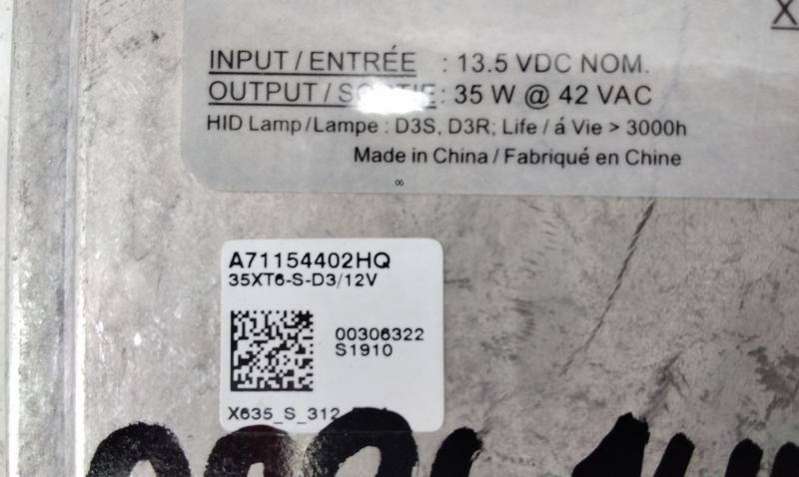 X
INPUT / ENTRÉE : 13.5 VDC NOM.
OUTPUT / : 35 W @ 42 VAC
HID Lamp/Lampe : D3S, D3R; Life / á Vie > 3000h
Made in China / Fabriqué en Chine
∞
A71154402HQ
35XT6-S-D3/12V
00306322
S1910
X635_S_312